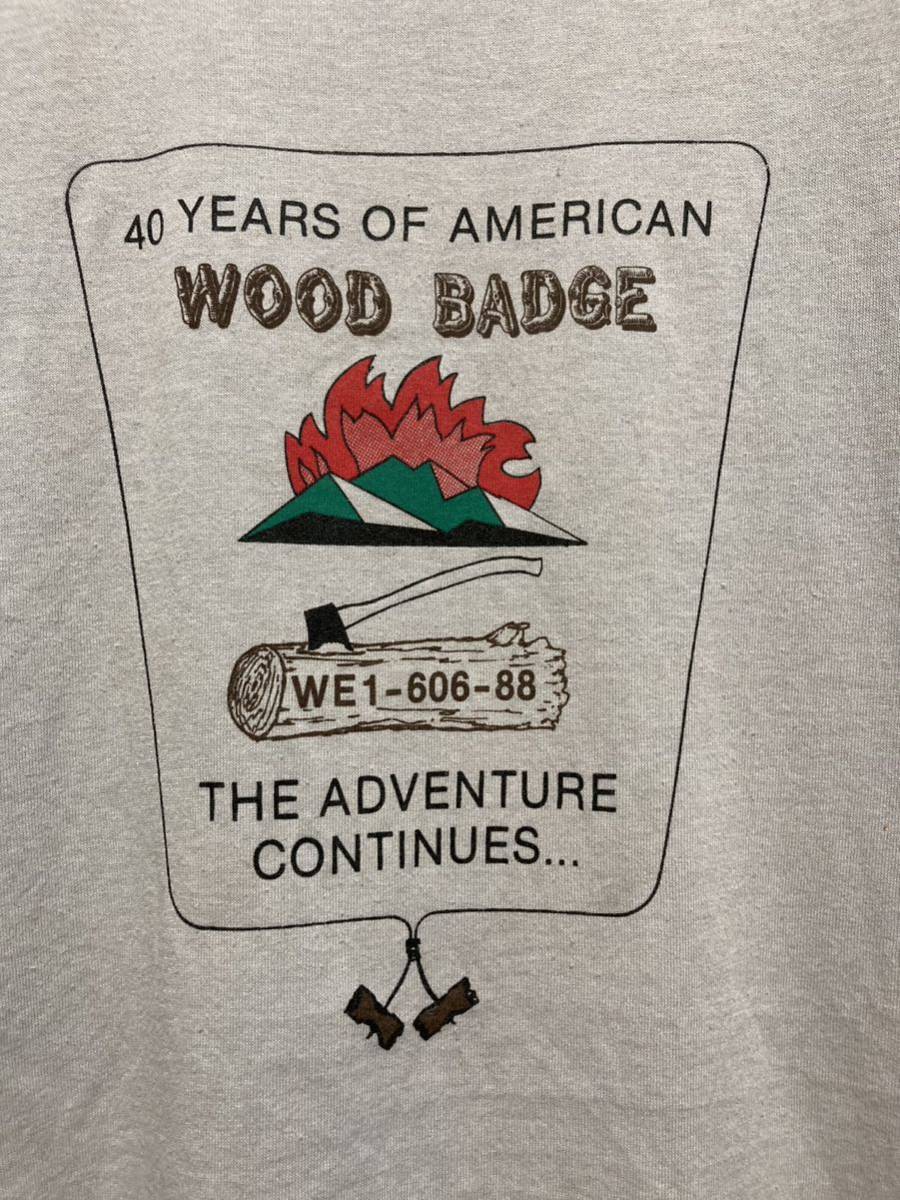 40 YEARS OF AMERICAN
WOOD BADGE
WE1-606-88
THE ADVENTURE
CONTINUES...